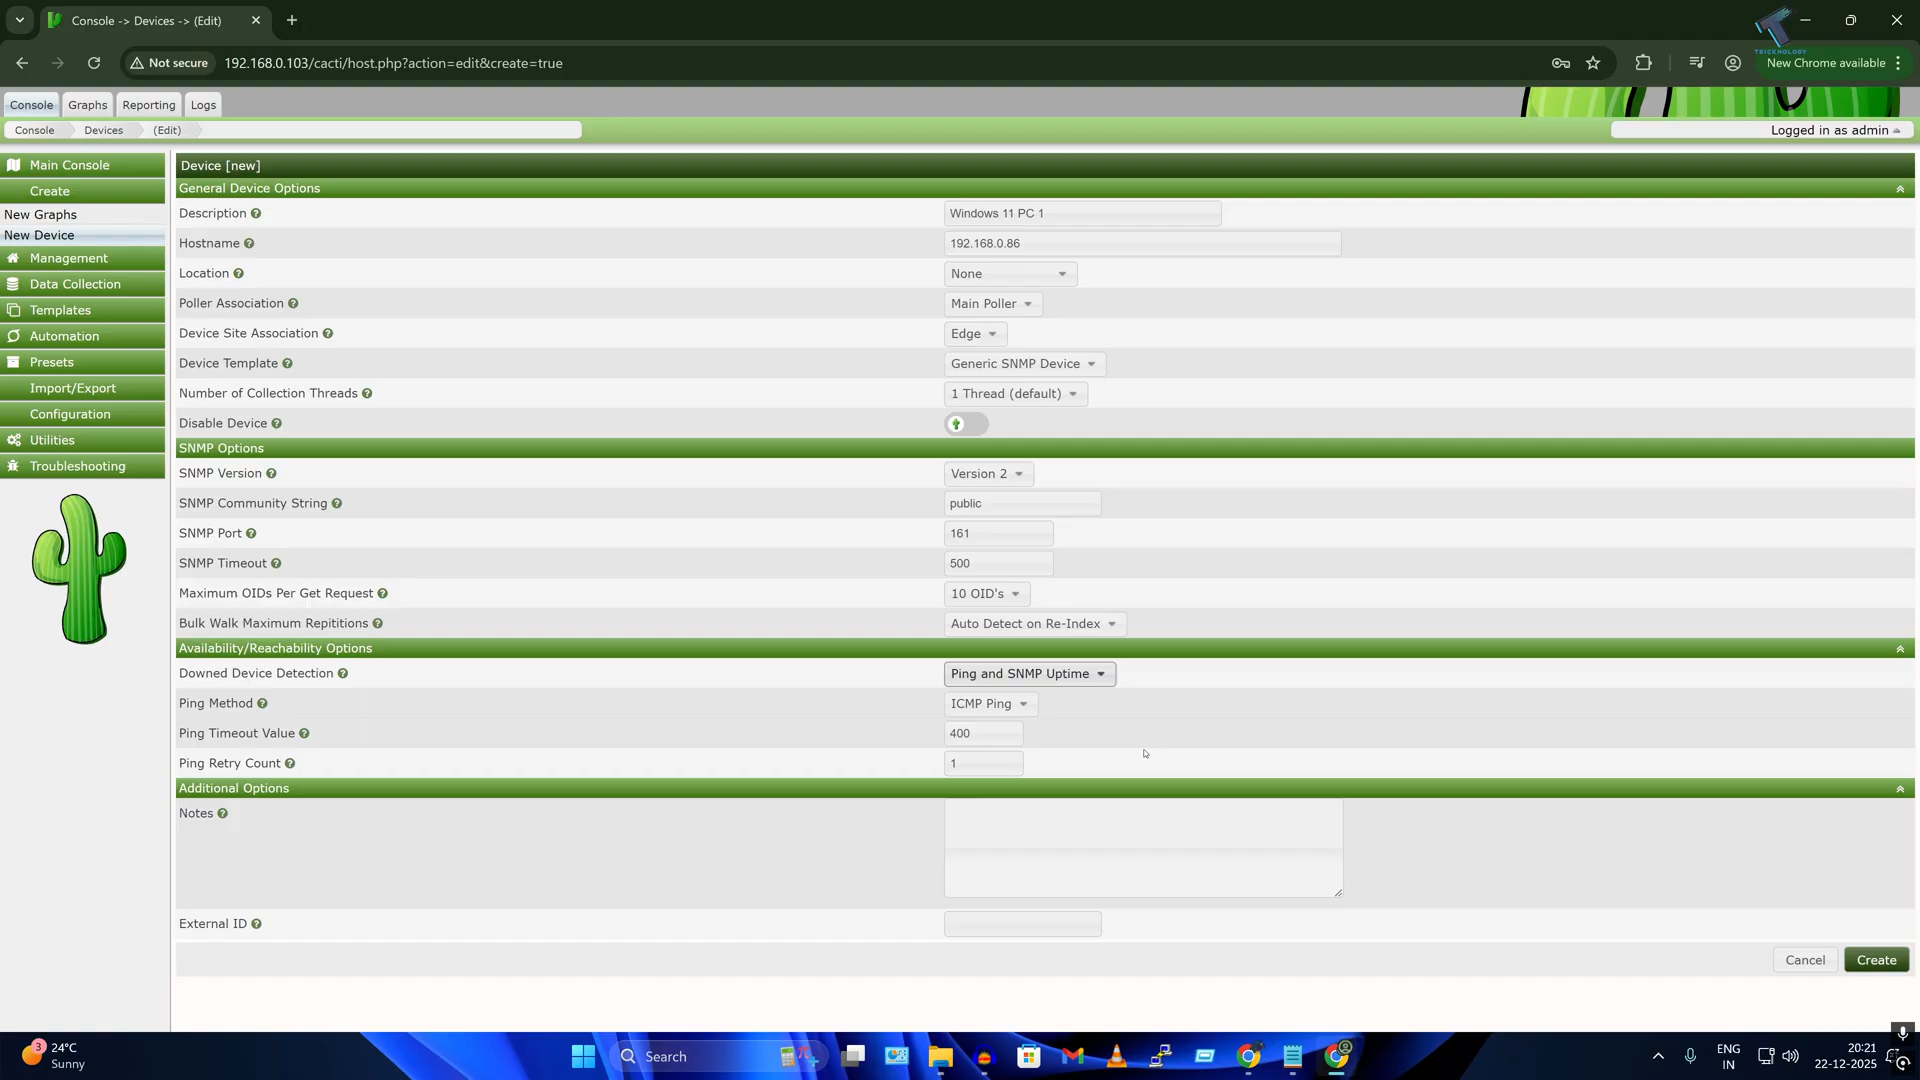 Console -> Devices -> (Edit)
TRICKNOLOGY
Not secure
192.168.0.103/cacti/host.php?action=edit&create=true
New Chrome available
Console
Graphs
Reporting
Logs
Console
Devices
(Edit)
Logged in as admin
Main Console
Create
New Graphs
New Device
Management
Data Collection
Templates
Automation
Presets
Import/Export
Configuration
Utilities
Troubleshooting
Device [new]
General Device Options
Description
Windows 11 PC 1
Hostname
192.168.0.86
Location
None
Poller Association
Main Poller
Device Site Association
Edge
Device Template
Generic SNMP Device
Number of Collection Threads
1 Thread (default)
Disable Device
SNMP Options
SNMP Version
Version 2
SNMP Community String
public
SNMP Port
161
SNMP Timeout
500
Maximum OIDs Per Get Request
10 OID's
Bulk Walk Maximum Repititions
Auto Detect on Re-Index
Availability/Reachability Options
Downed Device Detection
Ping and SNMP Uptime
Ping Method
ICMP Ping
Ping Timeout Value
400
Ping Retry Count
1
Additional Options
Notes
External ID
Cancel
Create
3
24°C
Sunny
Search
ENG
IN
20:21
22-12-2025